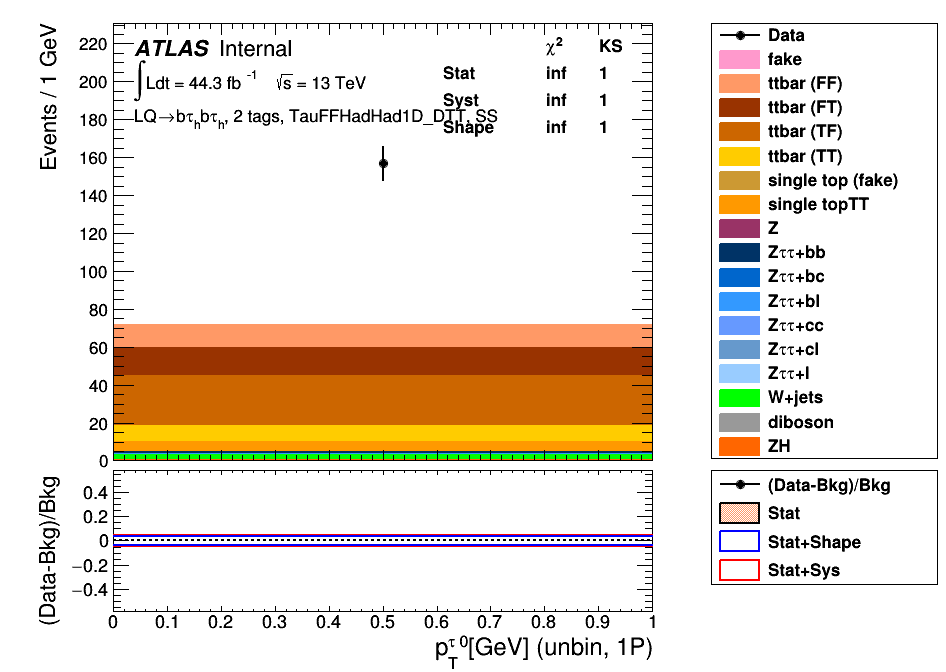 Events / 1 GeV
220
200
180
160
140
120
100
80
60
40
20
0
ATLAS Internal
∫Ldt = 44.3 fb⁻¹ √s = 13 TeV
LQ→bτhbτh, 2 tags, TauFFHadHad1D_DTT, SS
χ² KS
Stat inf 1
Syst inf 1
Shape inf 1
Data
fake
ttbar (FF)
ttbar (FT)
ttbar (TF)
ttbar (TT)
single top (fake)
single topTT
Z
Zττ+bb
Zττ+bc
Zττ+bl
Zττ+cc
Zττ+cl
Zττ+l
W+jets
diboson
ZH
(Data-Bkg)/Bkg
0.4
0.2
0
−0.2
−0.4
0 0.1 0.2 0.3 0.4 0.5 0.6 0.7 0.8 0.9 1
pTτ0[GeV] (unbin, 1P)
(Data-Bkg)/Bkg
Stat
Stat+Shape
Stat+Sys